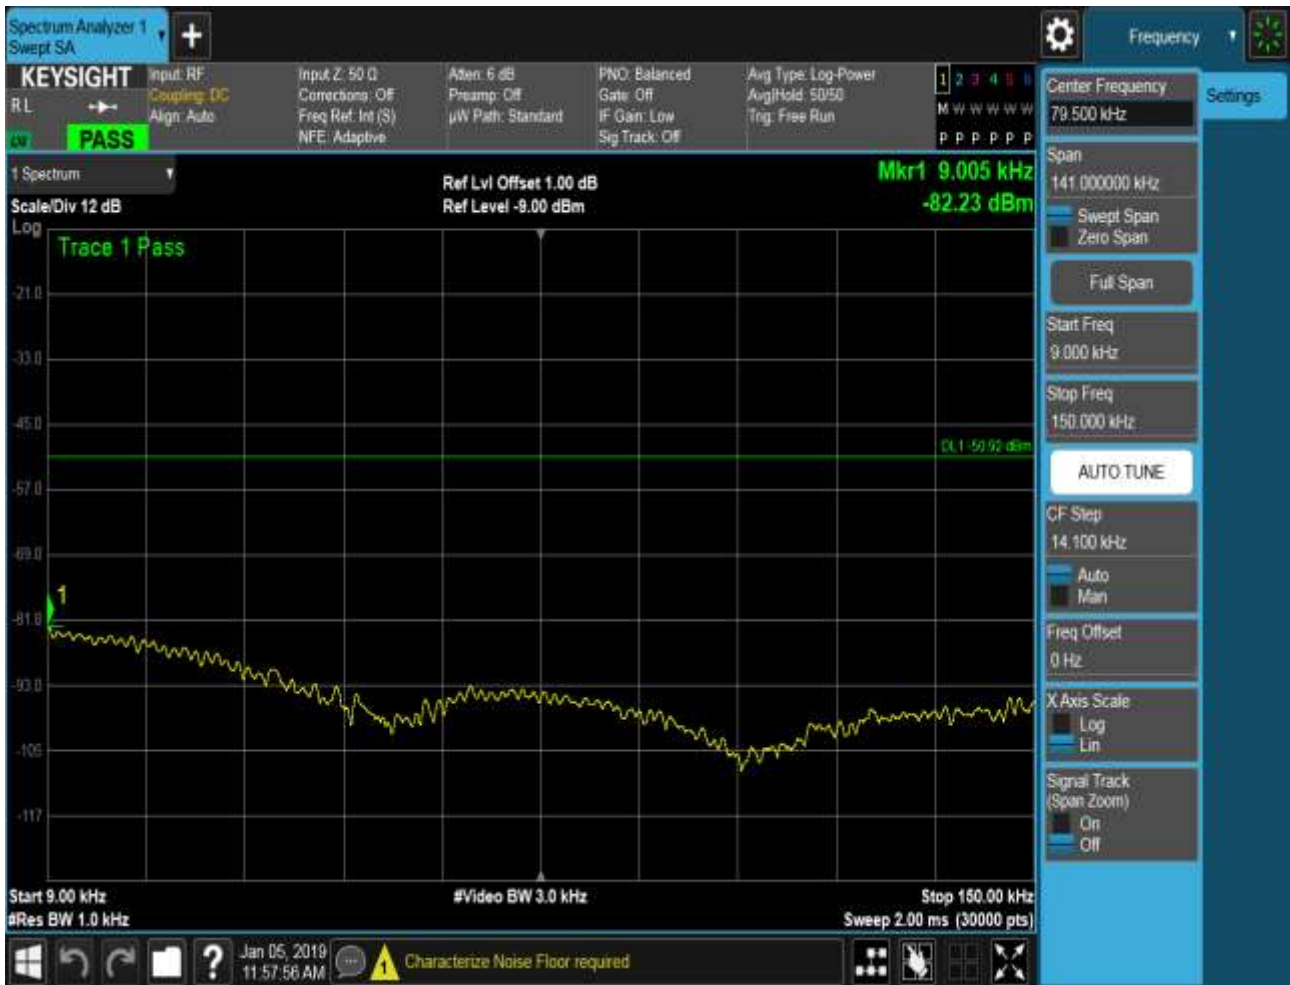 Spectrum Analyzer 1
Swept SA
+
Frequency
KEYSIGHT
R L
PASS
Input: RF
Coupling: DC
Align: Auto
Input Z: 50 Ω
Corrections: Off
Freq Ref: Int (S)
NFE: Adaptive
Atten: 6 dB
Preamp: Off
µW Path: Standard
PNO: Balanced
Gate: Off
IF Gain: Low
Sig Track: Off
Avg Type: Log-Power
Avg|Hold: 50/50
Trig: Free Run
1 2 3 4 5 6
M W W W W W
P P P P P P
1 Spectrum
Scale/Div 12 dB
Log
Ref Lvl Offset 1.00 dB
Ref Level -9.00 dBm
Mkr1 9.005 kHz
-82.23 dBm
Trace 1 Pass
-21.0
-33.0
-45.0
DL1 -50.92 dBm
-57.0
-69.0
1
-81.0
-93.0
-105
-117
Start 9.00 kHz
#Res BW 1.0 kHz
#Video BW 3.0 kHz
Stop 150.00 kHz
Sweep 2.00 ms (30000 pts)
Center Frequency
79.500 kHz
Settings
Span
141.000000 kHz
Swept Span
Zero Span
Full Span
Start Freq
9.000 kHz
Stop Freq
150.000 kHz
AUTO TUNE
CF Step
14.100 kHz
Auto
Man
Freq Offset
0 Hz
X Axis Scale
Log
Lin
Signal Track
(Span Zoom)
On
Off
?
Jan 05, 2019
11:57:56 AM
1
Characterize Noise Floor required